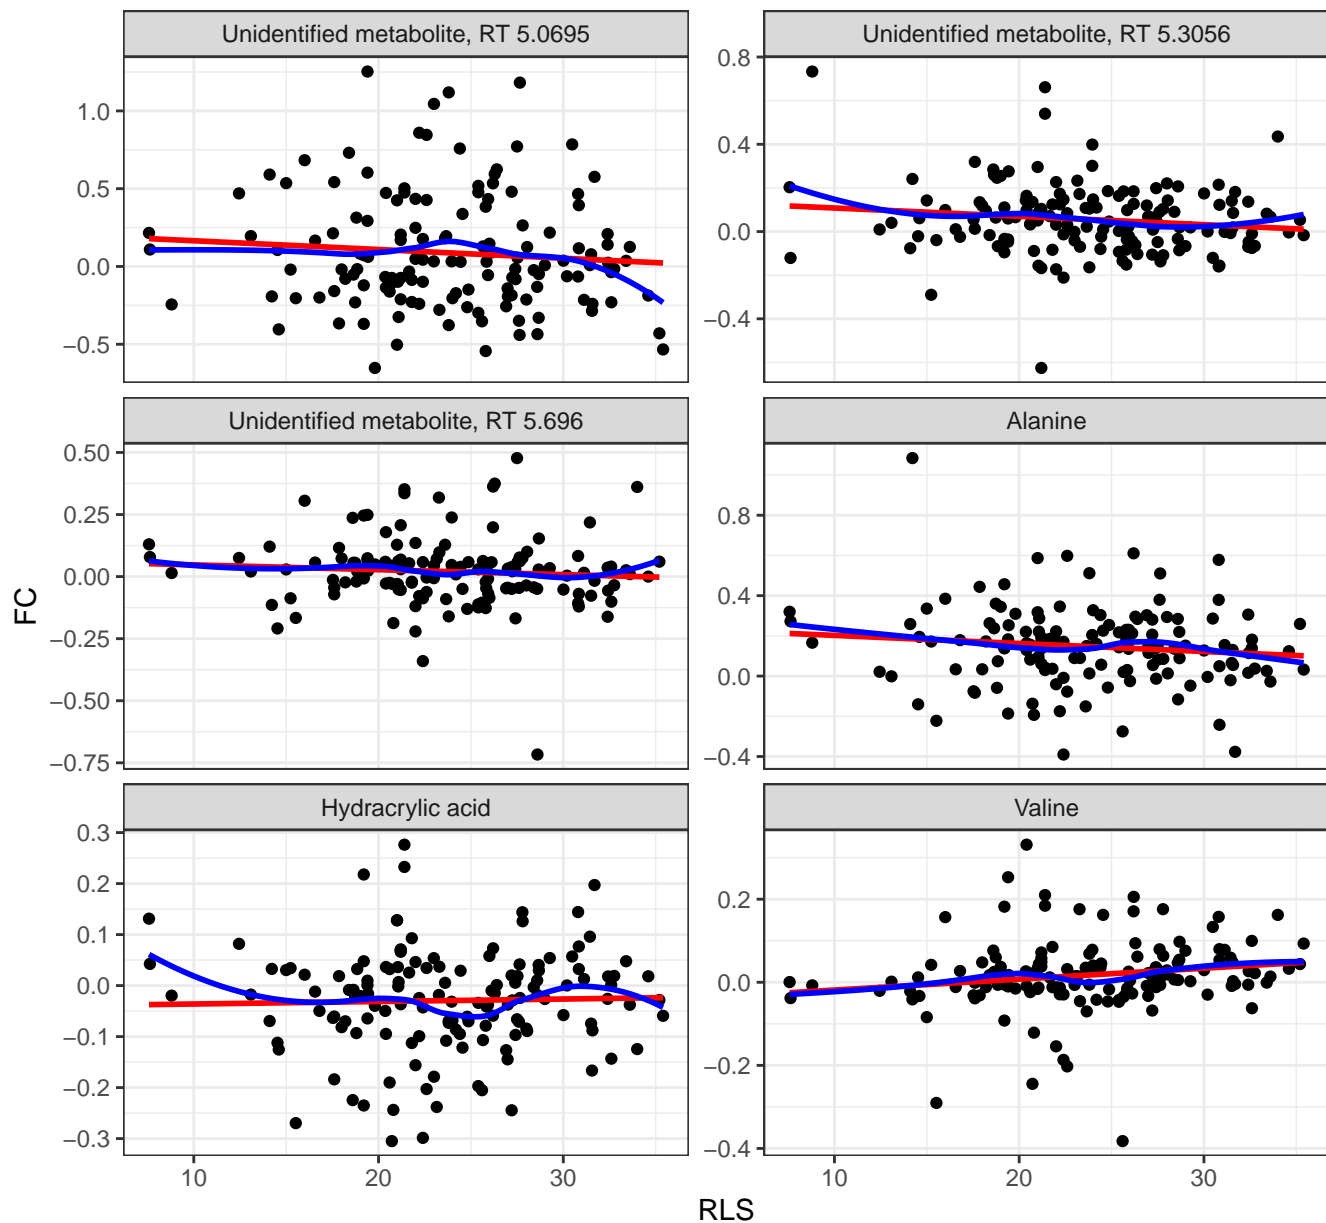 Unidentified metabolite, RT 5.0695
Unidentified metabolite, RT 5.3056
1.0
0.5
0.0
−0.5
0.8
0.4
0.0
−0.4
Unidentified metabolite, RT 5.696
Alanine
0.50
0.25
0.00
−0.25
−0.50
−0.75
0.8
0.4
0.0
−0.4
FC
Hydracrylic acid
Valine
0.3
0.2
0.1
0.0
−0.1
−0.2
−0.3
0.2
0.0
−0.2
−0.4
10 20 30
10 20 30
RLS